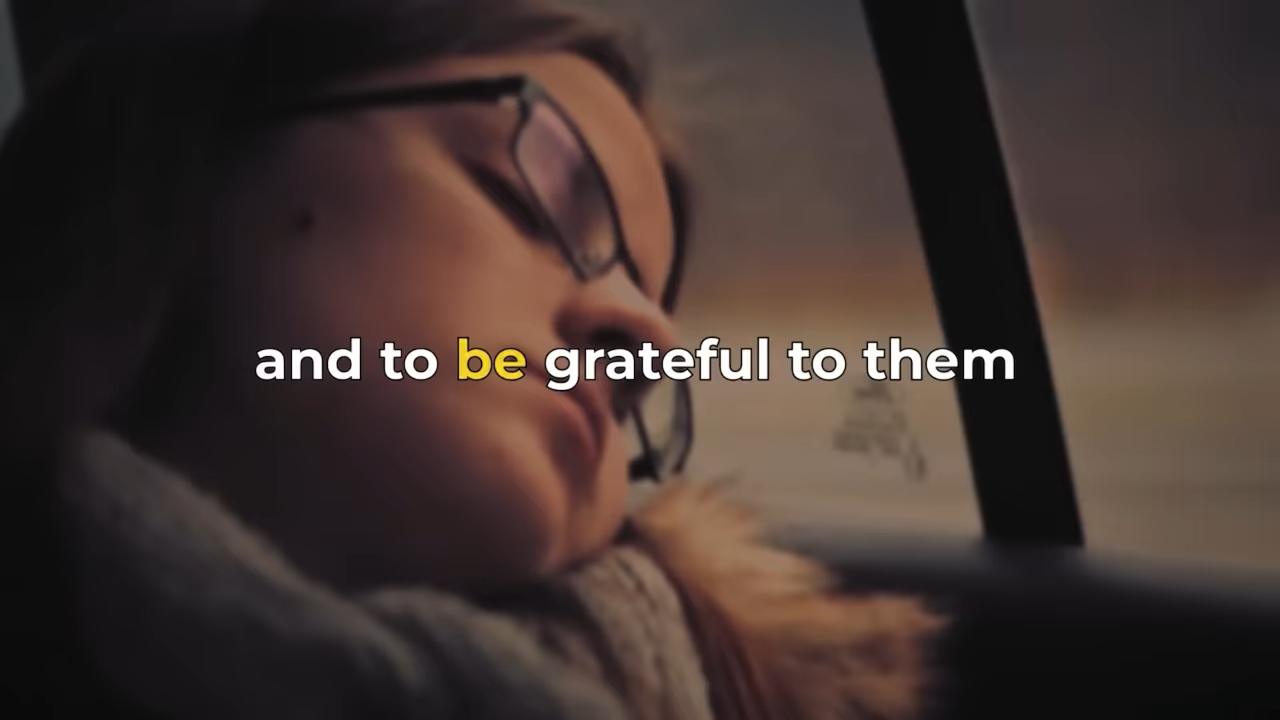 and to be grateful to them